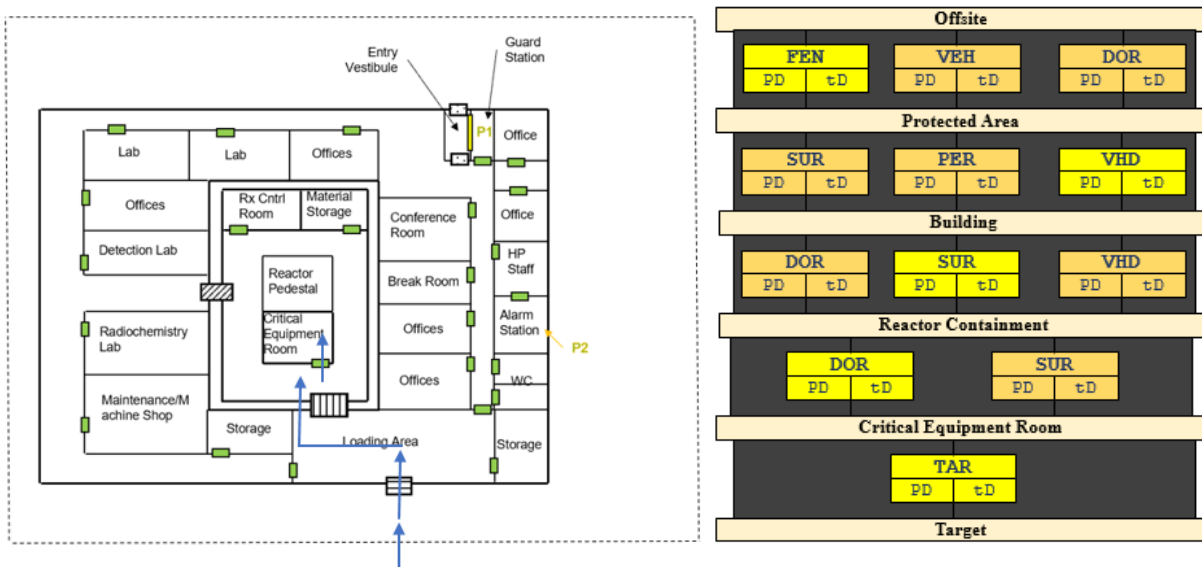 Entry
Vestibule
Guard
Station
P1
Office
Lab
Lab
Offices
Offices
Rx Cntrl
Room
Material
Storage
Conference
Room
Office
Detection Lab
Reactor
Pedestal
Break Room
HP
Staff
Critical
Equipment
Room
Radiochemistry
Lab
Offices
Alarm
Station
P2
Maintenance/M
achine Shop
Offices
WC
Storage
Loading Area
Storage
Offsite
FEN VEH DOR
PD tD PD tD PD tD
Protected Area
SUR PER VHD
PD tD PD tD PD tD
Building
DOR SUR VHD
PD tD PD tD PD tD
Reactor Containment
DOR SUR
PD tD PD tD
Critical Equipment Room
TAR
PD tD
Target